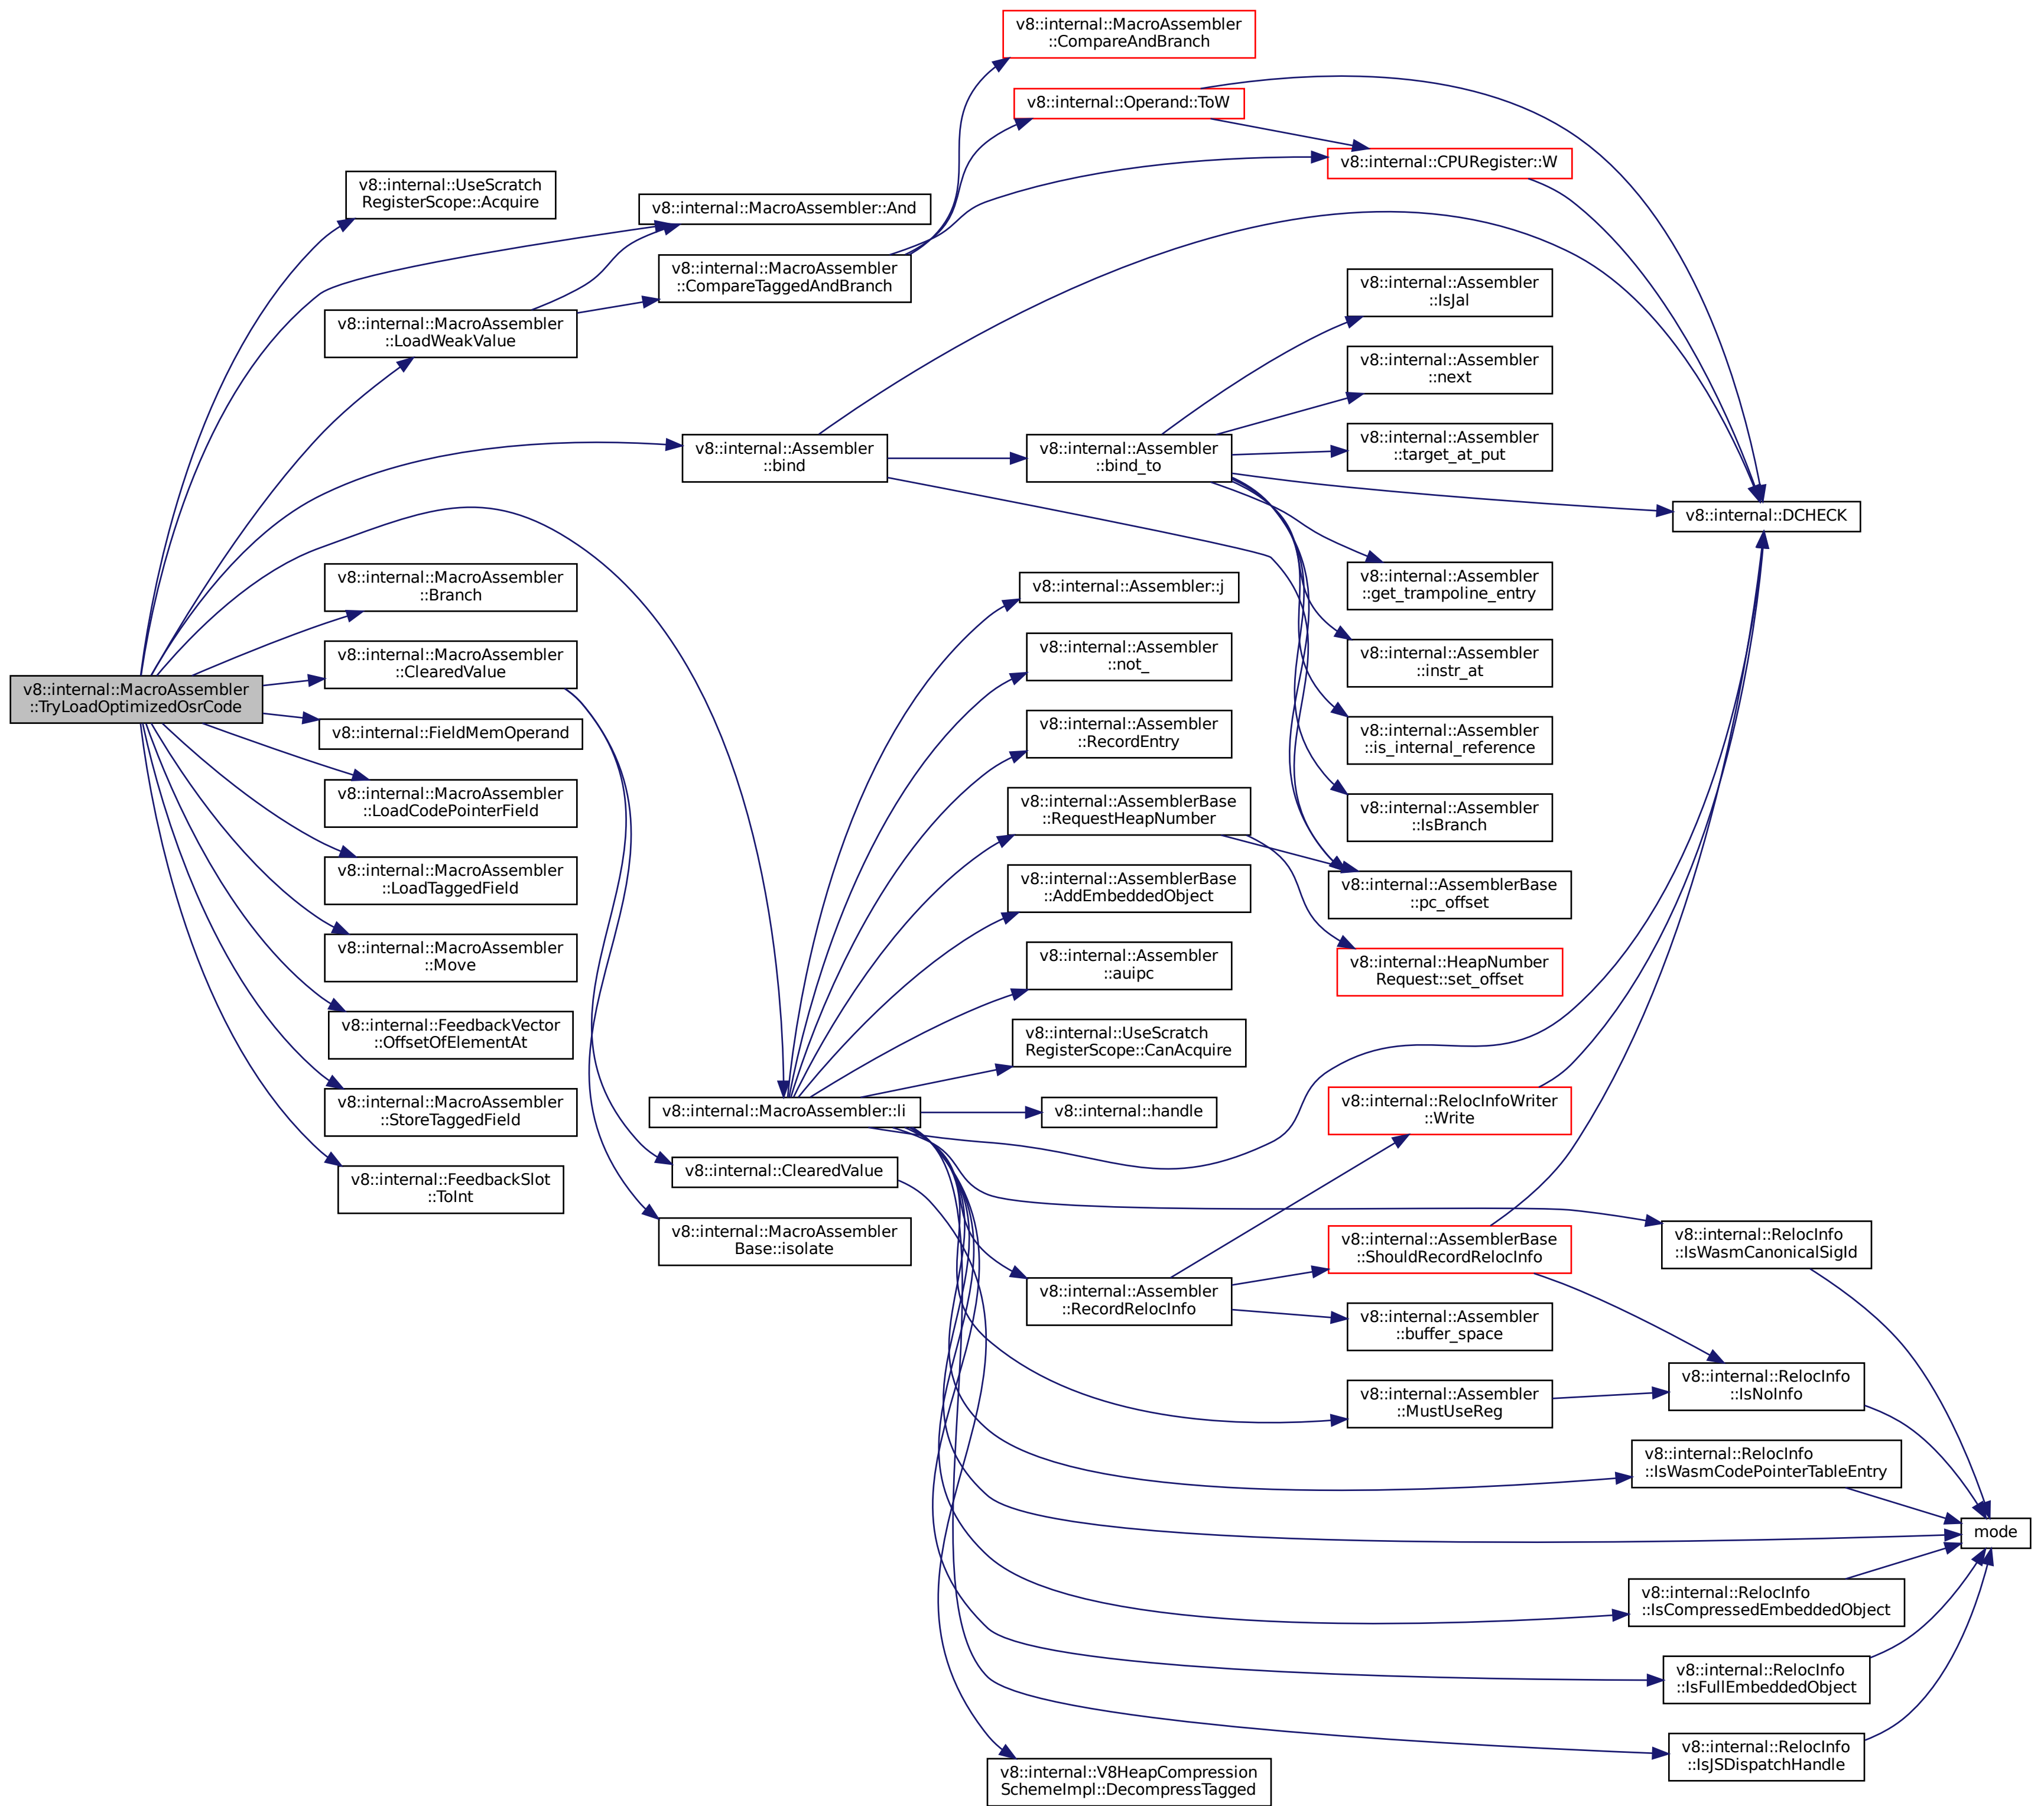 v8::internal::MacroAssembler
::TryLoadOptimizedOsrCode
v8::internal::UseScratch
RegisterScope::Acquire
v8::internal::MacroAssembler
::LoadWeakValue
v8::internal::MacroAssembler
::Branch
v8::internal::MacroAssembler
::ClearedValue
v8::internal::FieldMemOperand
v8::internal::MacroAssembler
::LoadCodePointerField
v8::internal::MacroAssembler
::LoadTaggedField
v8::internal::MacroAssembler
::Move
v8::internal::FeedbackVector
::OffsetOfElementAt
v8::internal::MacroAssembler
::StoreTaggedField
v8::internal::FeedbackSlot
::ToInt
v8::internal::MacroAssembler::And
v8::internal::MacroAssembler
::CompareTaggedAndBranch
v8::internal::Assembler
::bind
v8::internal::MacroAssembler::li
v8::internal::ClearedValue
v8::internal::MacroAssembler
Base::isolate
v8::internal::MacroAssembler
::CompareAndBranch
v8::internal::Operand::ToW
v8::internal::Assembler
::bind_to
v8::internal::Assembler::j
v8::internal::Assembler
::not_
v8::internal::Assembler
::RecordEntry
v8::internal::AssemblerBase
::RequestHeapNumber
v8::internal::AssemblerBase
::AddEmbeddedObject
v8::internal::Assembler
::auipc
v8::internal::UseScratch
RegisterScope::CanAcquire
v8::internal::handle
v8::internal::Assembler
::RecordRelocInfo
v8::internal::V8HeapCompression
SchemeImpl::DecompressTagged
v8::internal::CPURegister::W
v8::internal::Assembler
::IsJal
v8::internal::Assembler
::next
v8::internal::Assembler
::target_at_put
v8::internal::Assembler
::get_trampoline_entry
v8::internal::Assembler
::instr_at
v8::internal::Assembler
::is_internal_reference
v8::internal::Assembler
::IsBranch
v8::internal::AssemblerBase
::pc_offset
v8::internal::HeapNumber
Request::set_offset
v8::internal::RelocInfoWriter
::Write
v8::internal::AssemblerBase
::ShouldRecordRelocInfo
v8::internal::Assembler
::buffer_space
v8::internal::Assembler
::MustUseReg
v8::internal::DCHECK
v8::internal::RelocInfo
::IsWasmCanonicalSigId
v8::internal::RelocInfo
::IsNoInfo
v8::internal::RelocInfo
::IsWasmCodePointerTableEntry
v8::internal::RelocInfo
::IsCompressedEmbeddedObject
v8::internal::RelocInfo
::IsFullEmbeddedObject
v8::internal::RelocInfo
::IsJSDispatchHandle
mode